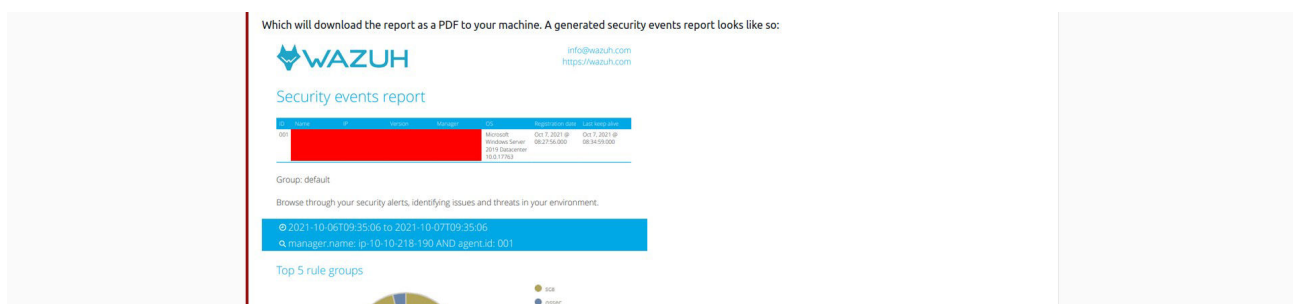 Which will download the report as a PDF to your machine. A generated security events report looks like so:
WAZUH
info@wazuh.com
https://wazuh.com
Security events report
ID Name IP Version Manager OS Registration date Last keep alive
001 Microsoft Windows Server 2019 Datacenter 10.0.17763 Oct 7, 2021 @ 08:27:56.000 Oct 7, 2021 @ 08:34:59.000
Group: default
Browse through your security alerts, identifying issues and threats in your environment.
2021-10-06T09:35:06 to 2021-10-07T09:35:06
manager.name: ip-10-10-218-190 AND agent.id: 001
Top 5 rule groups